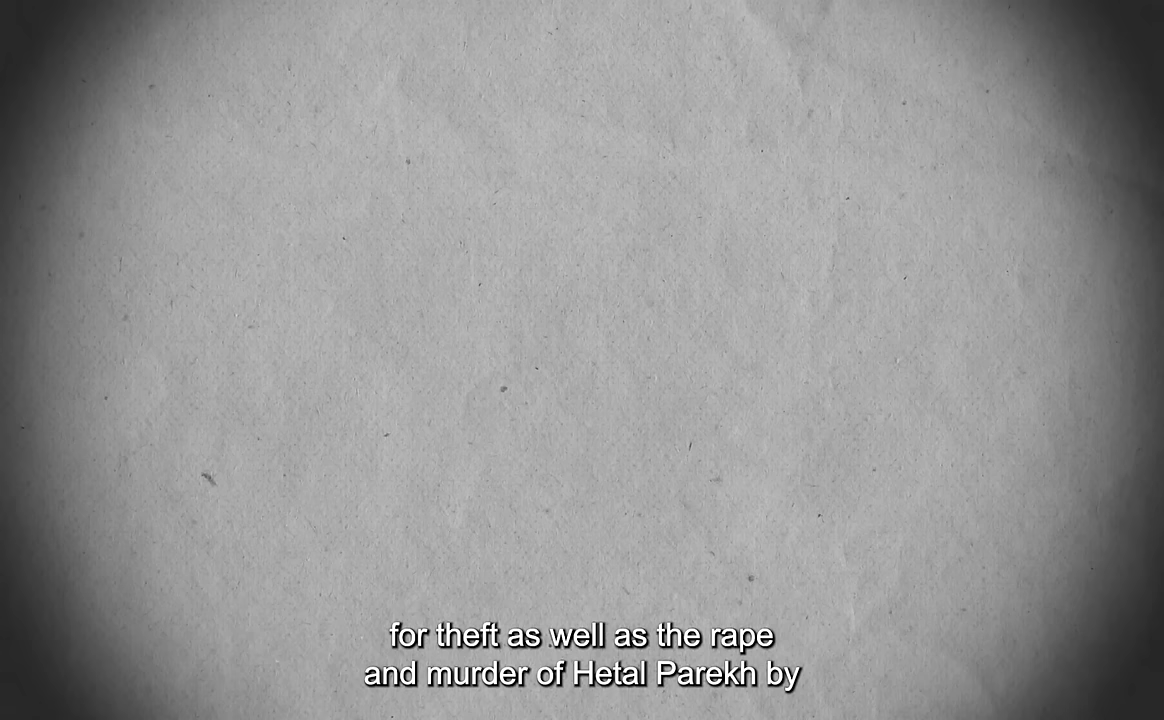 for theft as well as the rape
and murder of Hetal Parekh by